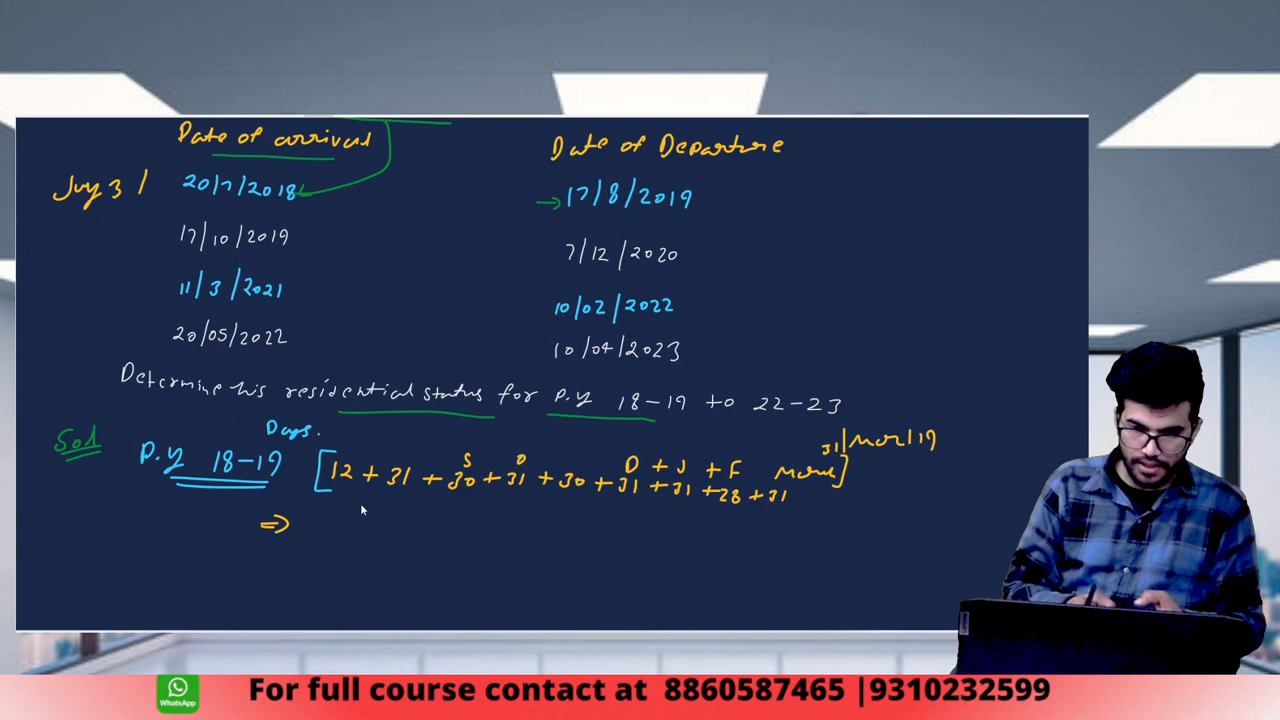 Date of arrival Date of Departure
July 31 20/7/2018 → 17/8/2019
17/10/2019 7/12/2020
11/3/2021 10/02/2022
20/05/2022 10/04/2023
Determine his residential status for P.Y 18-19 to 22-23
Days. 31/Mar/19
Sol P.Y 18-19 [12 + 31 + 30 + 31 + 30 + 31 + 31 + 28 + 31]
S O D + J + F March
⇒
WhatsApp For full course contact at 8860587465 |9310232599